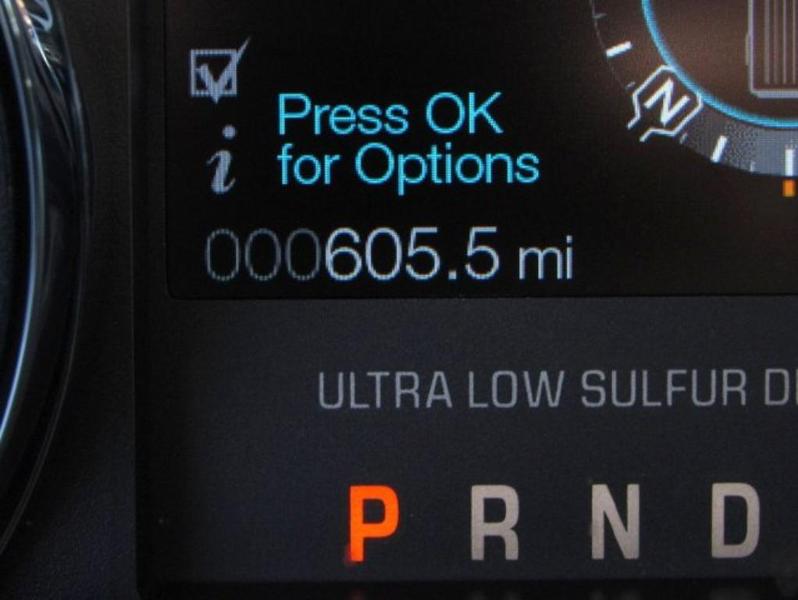 Press OK
for Options
i
N
000605.5 mi
ULTRA LOW SULFUR D
P R N D